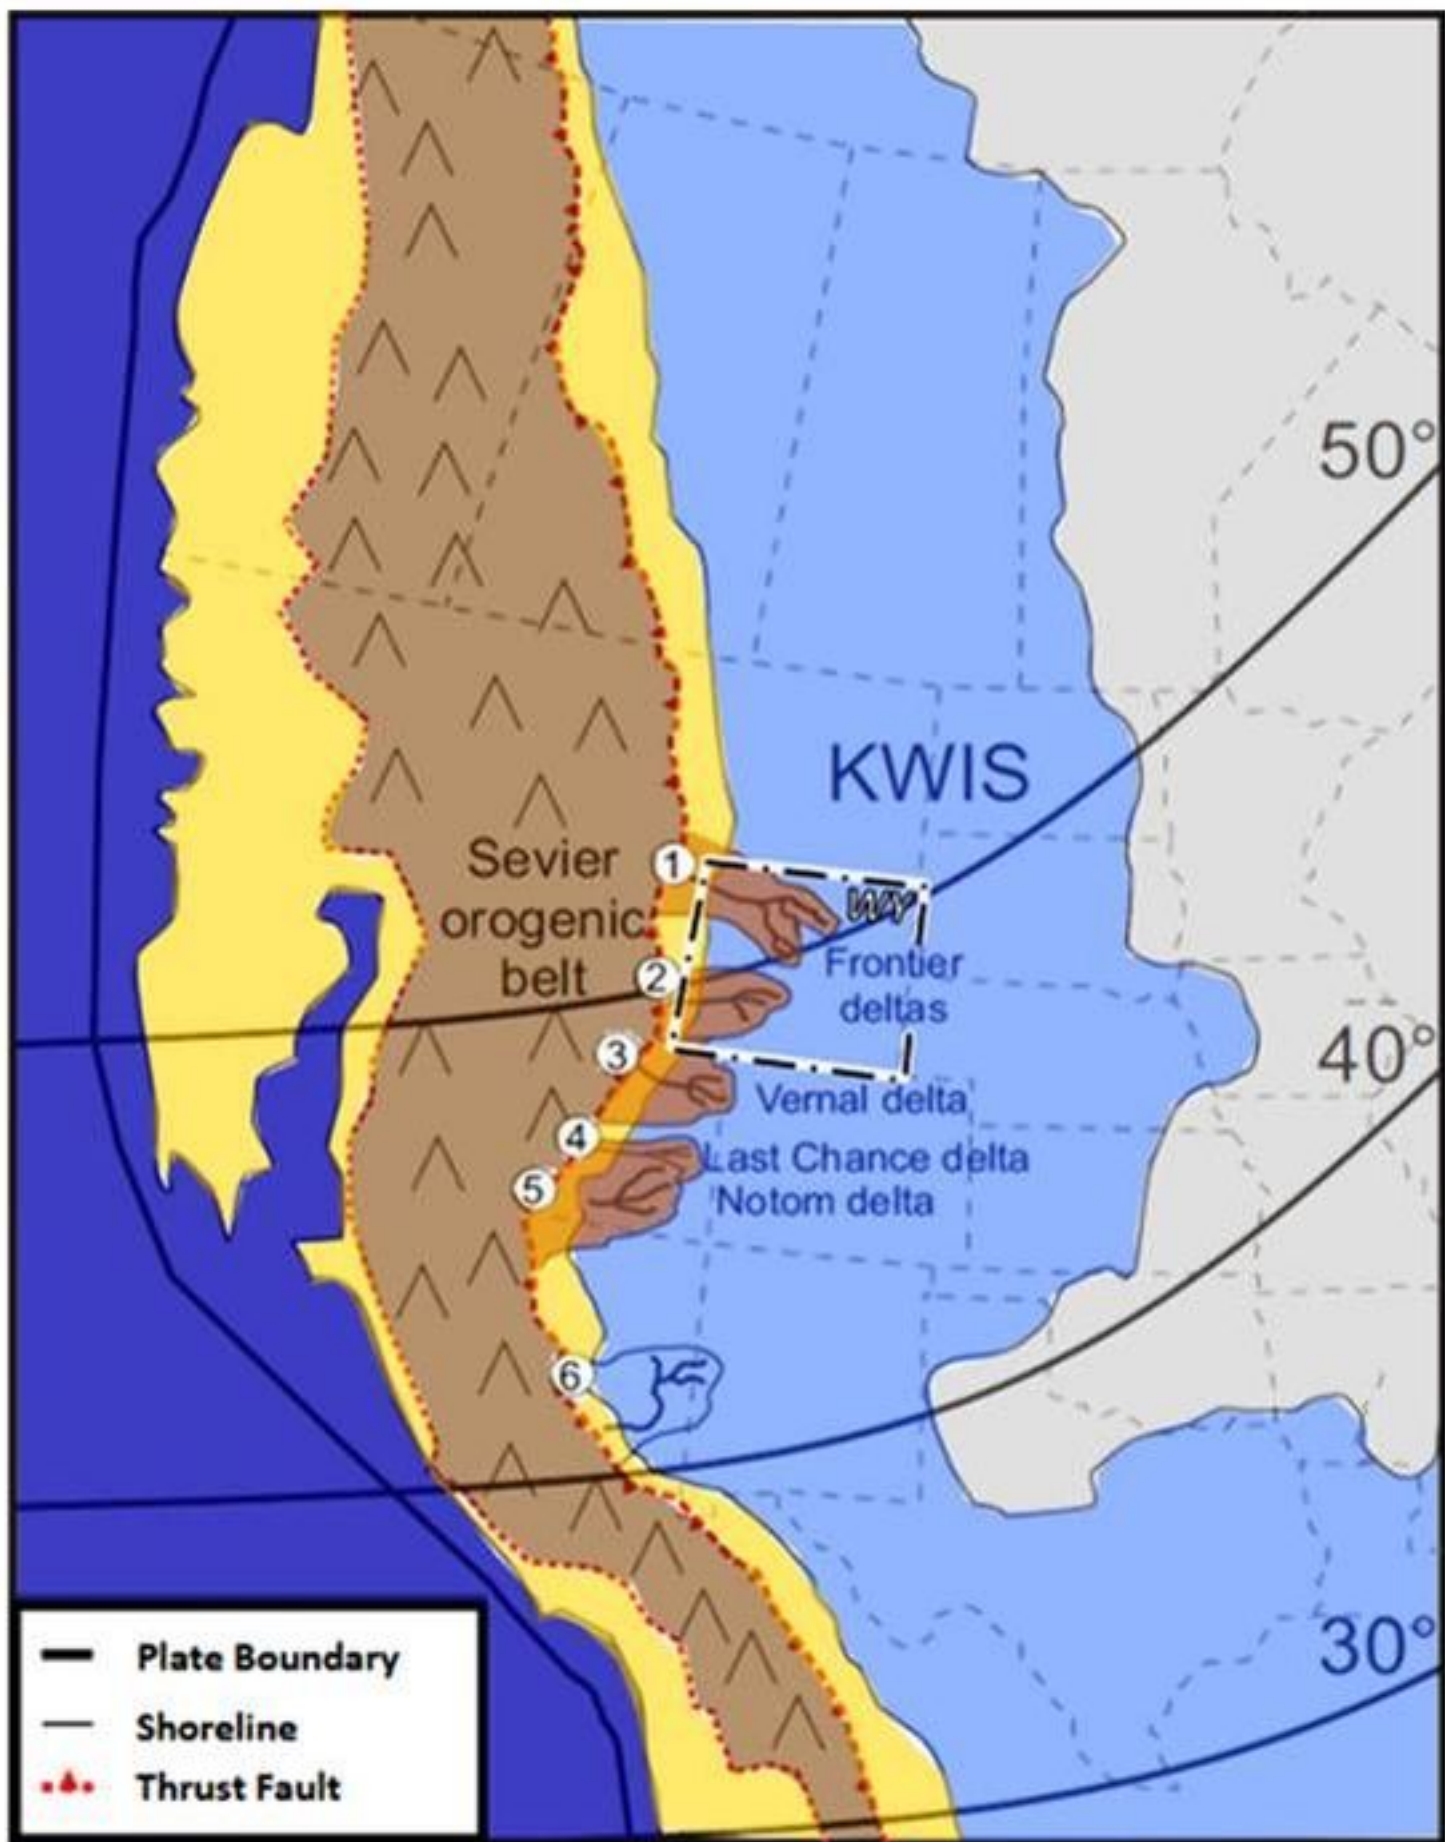 50°
KWIS
Sevier
orogenic
belt
1
WY
2
Frontier
deltas
3
40°
Vernal delta
4
Last Chance delta
5
Notom delta
6
30°
Plate Boundary
Shoreline
Thrust Fault